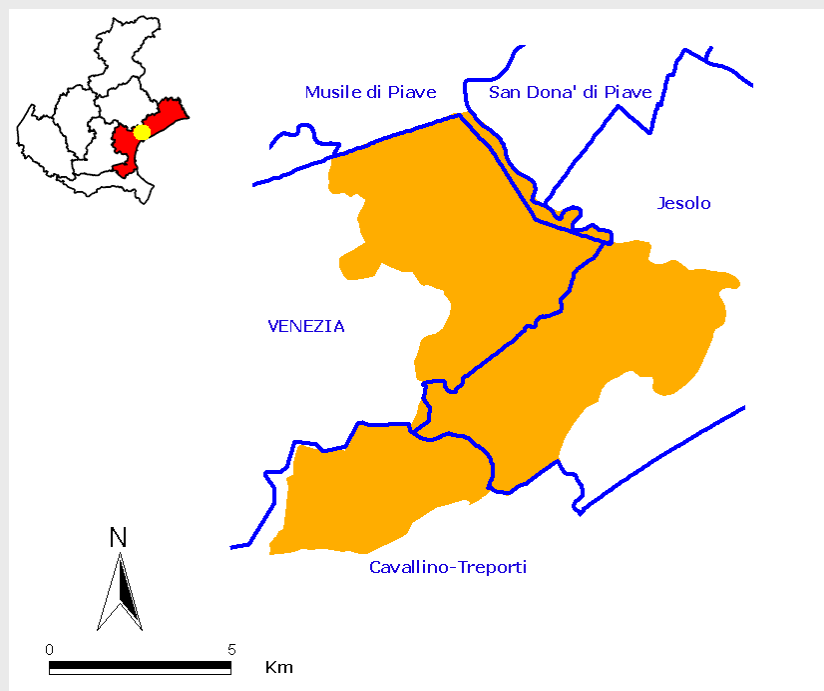 Musile di Piave
San Dona' di Piave
Jesolo
VENEZIA
Cavallino-Treporti
N
0 5
Km